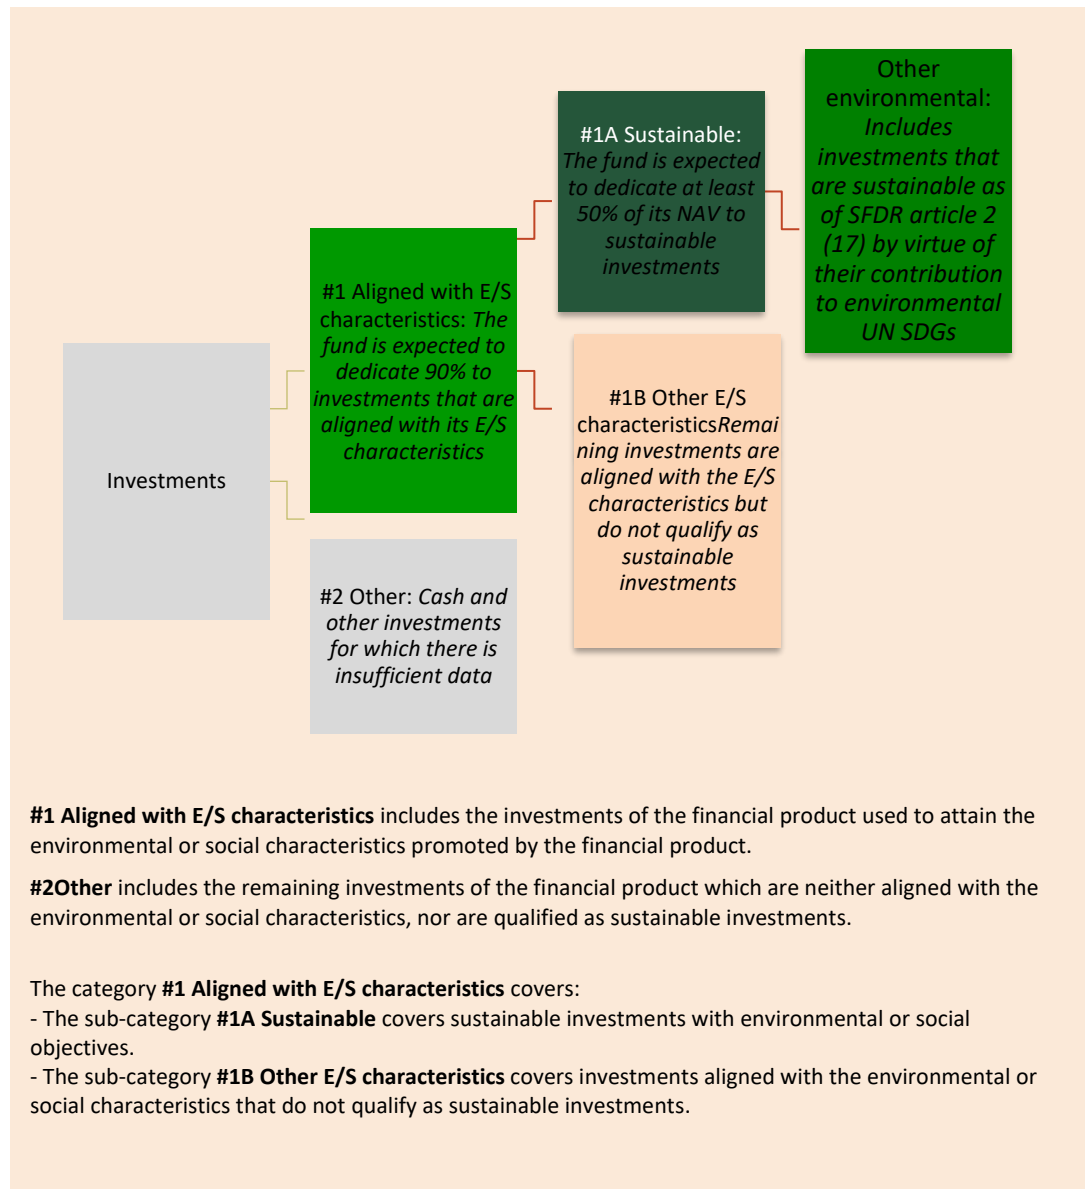 Investments
#1 Aligned with E/S
characteristics: The
fund is expected to
dedicate 90% to
investments that are
aligned with its E/S
characteristics
#2 Other: Cash and
other investments
for which there is
insufficient data
#1A Sustainable:
The fund is expected
to dedicate at least
50% of its NAV to
sustainable
investments
#1B Other E/S
characteristicsRemai
ning investments are
aligned with the E/S
characteristics but
do not qualify as
sustainable
investments
Other
environmental:
Includes
investments that
are sustainable as
of SFDR article 2
(17) by virtue of
their contribution
to environmental
UN SDGs
#1 Aligned with E/S characteristics includes the investments of the financial product used to attain the
environmental or social characteristics promoted by the financial product.
#2Other includes the remaining investments of the financial product which are neither aligned with the
environmental or social characteristics, nor are qualified as sustainable investments.
The category #1 Aligned with E/S characteristics covers:
- The sub-category #1A Sustainable covers sustainable investments with environmental or social
objectives.
- The sub-category #1B Other E/S characteristics covers investments aligned with the environmental or
social characteristics that do not qualify as sustainable investments.